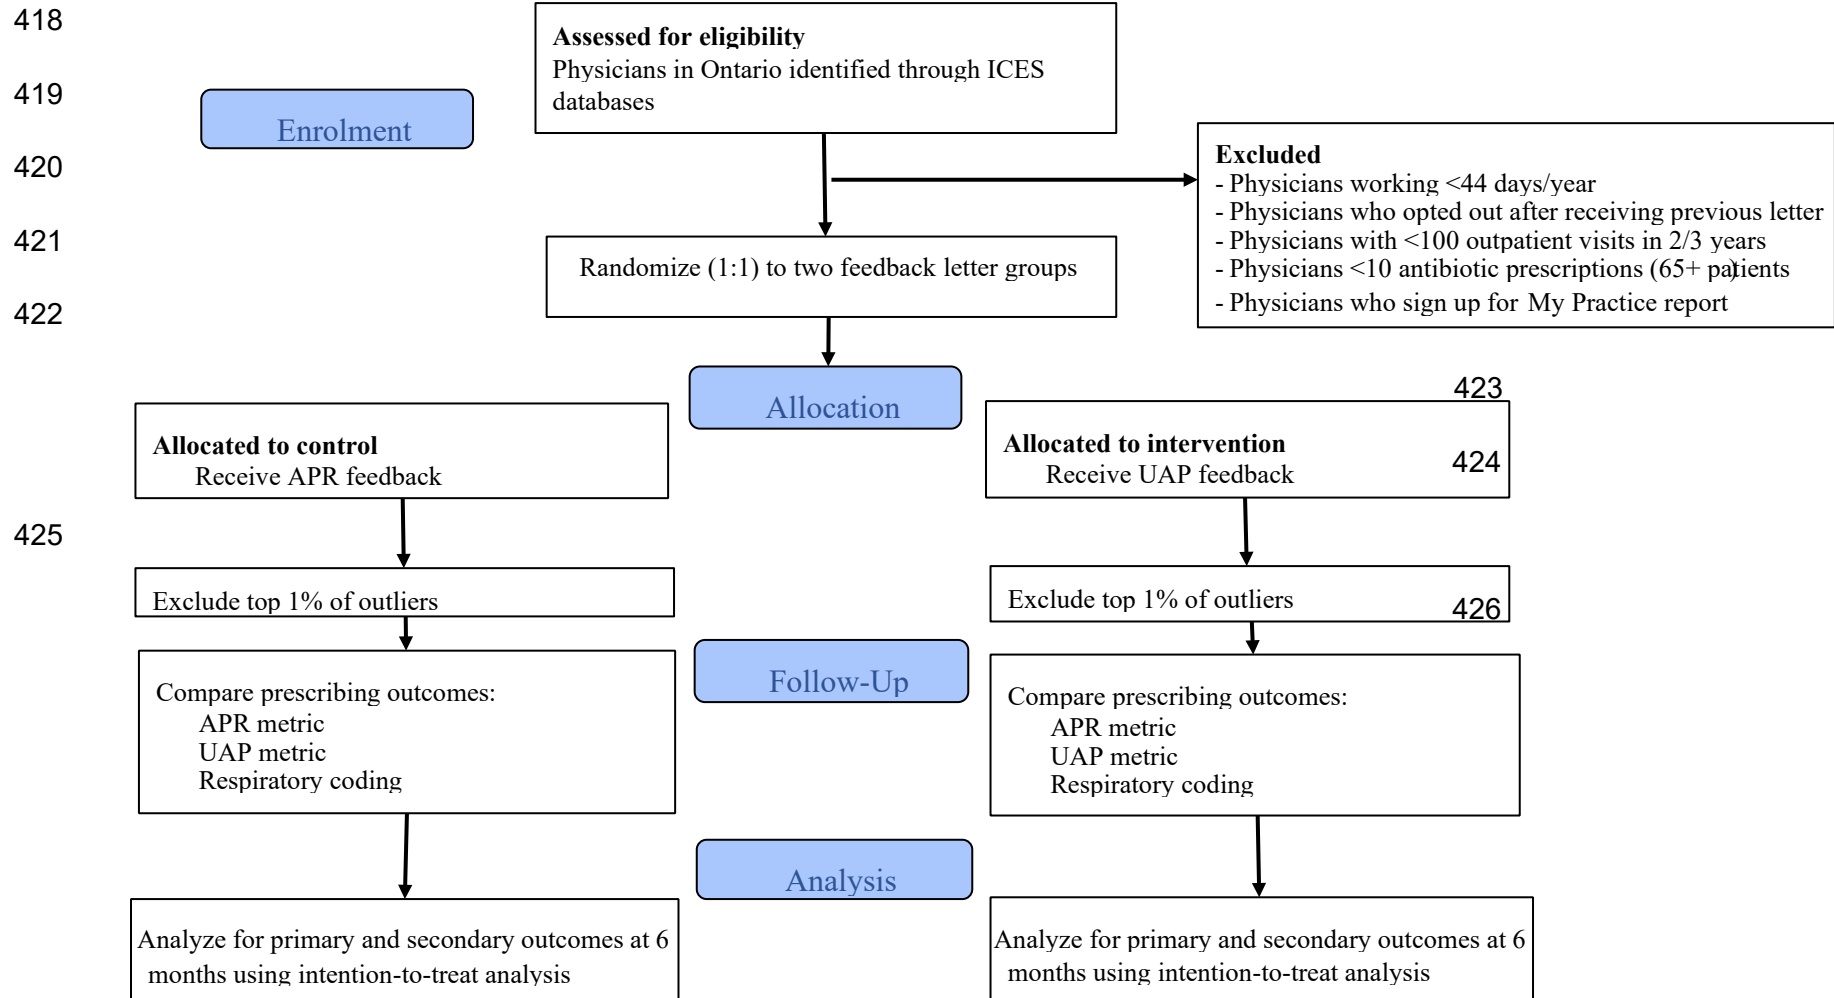 418
Assessed for eligibility
Physicians in Ontario identified through ICES
databases
419
Enrolment
420
Excluded
- Physicians working <44 days/year
- Physicians who opted out after receiving previous letter
- Physicians with <100 outpatient visits in 2/3 years
- Physicians <10 antibiotic prescriptions (65+ patients)
- Physicians who sign up for My Practice report
421
Randomize (1:1) to two feedback letter groups
422
Allocation
423
Allocated to control
Receive APR feedback
Allocated to intervention
Receive UAP feedback
424
425
Exclude top 1% of outliers
Exclude top 1% of outliers
426
Follow-Up
Compare prescribing outcomes:
APR metric
UAP metric
Respiratory coding
Compare prescribing outcomes:
APR metric
UAP metric
Respiratory coding
Analysis
Analyze for primary and secondary outcomes at 6
months using intention-to-treat analysis
Analyze for primary and secondary outcomes at 6
months using intention-to-treat analysis